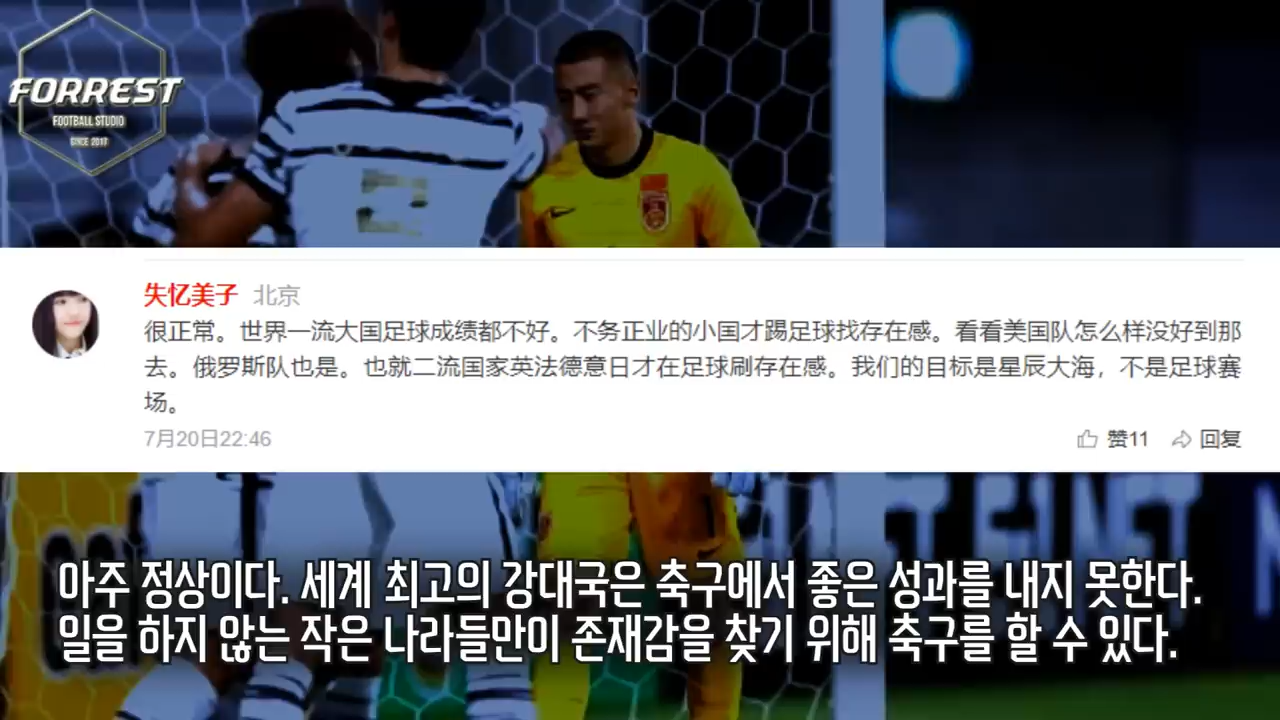 FORREST
FOOTBALL STUDIO
SINCE 2017
失忆美子 北京
很正常。世界一流大国足球成绩都不好。不务正业的小国才踢足球找存在感。看看美国队怎么样没好到那
去。俄罗斯队也是。也就二流国家英法德意日才在足球刷存在感。我们的目标是星辰大海，不是足球赛
场。
7月20日22:46
赞11 回复
아주 정상이다. 세계 최고의 강대국은 축구에서 좋은 성과를 내지 못한다.
일을 하지 않는 작은 나라들만이 존재감을 찾기 위해 축구를 할 수 있다.